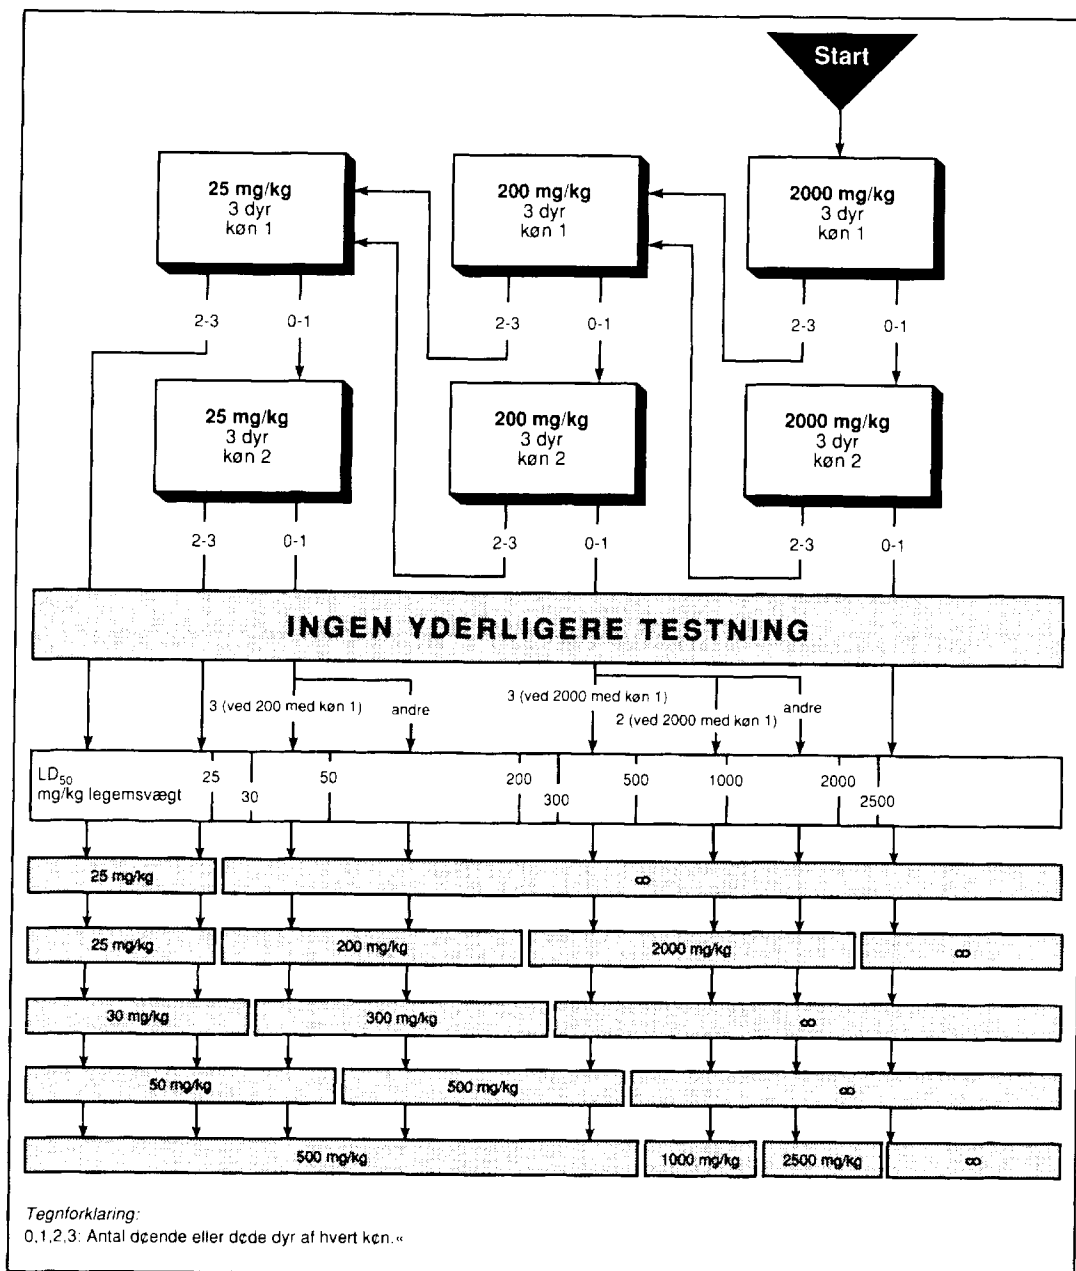 Start
25 mg/kg
3 dyr
køn 1
200 mg/kg
3 dyr
køn 1
2000 mg/kg
3 dyr
køn 1
2-3 0-1 2-3 0-1 2-3 0-1
25 mg/kg
3 dyr
køn 2
200 mg/kg
3 dyr
køn 2
2000 mg/kg
3 dyr
køn 2
2-3 0-1 2-3 0-1 2-3 0-1
INGEN YDERLIGERE TESTNING
3 (ved 200 med køn 1) andre 3 (ved 2000 med køn 1) 2 (ved 2000 med køn 1) andre
LD50 25 50 200 500 1000 2000
mg/kg legemsvægt 30 300 2500
25 mg/kg ∞
25 mg/kg 200 mg/kg 2000 mg/kg ∞
30 mg/kg 300 mg/kg ∞
50 mg/kg 500 mg/kg ∞
500 mg/kg 1000 mg/kg 2500 mg/kg ∞
Tegnforklaring:
0,1,2,3: Antal døende eller døde dyr af hvert køn.«